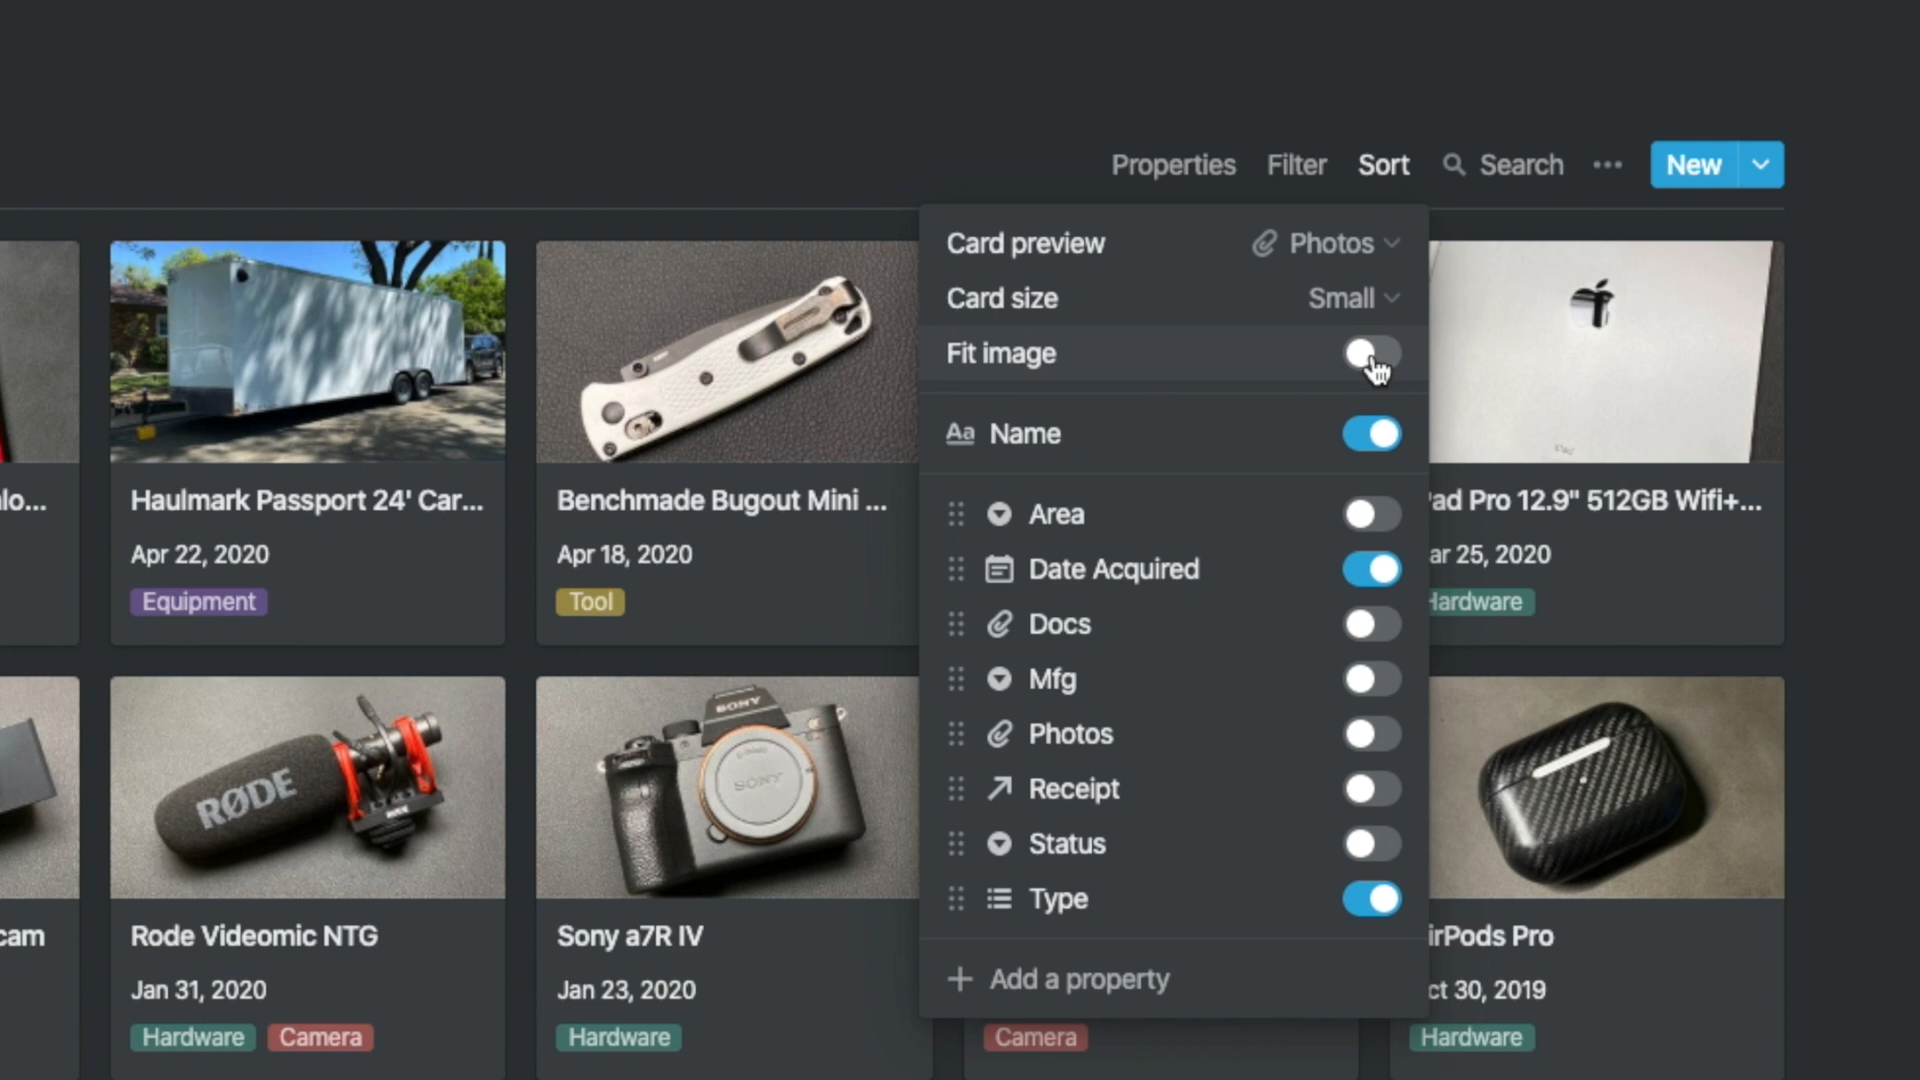 Properties Filter Sort Search ... New
Card preview Photos
Card size Small
Fit image
Aa Name
Area
Date Acquired
Docs
Mfg
Photos
Receipt
Status
Type
+ Add a property
lo...
Haulmark Passport 24' Car...
Apr 22, 2020
Equipment
Benchmade Bugout Mini ...
Apr 18, 2020
Tool
Pad Pro 12.9" 512GB Wifi+...
ar 25, 2020
Hardware
cam
RØDE
Rode Videomic NTG
Jan 31, 2020
Hardware Camera
SONY
SONY
Sony a7R IV
Jan 23, 2020
Hardware
Camera
irPods Pro
ct 30, 2019
Hardware